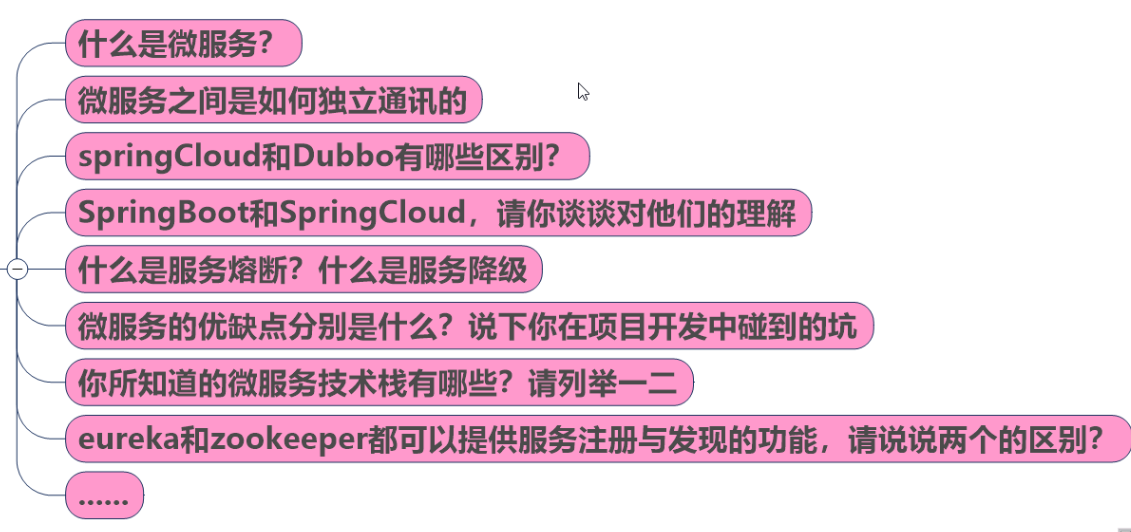 什么是微服务？
微服务之间是如何独立通讯的
springCloud和Dubbo有哪些区别？
SpringBoot和SpringCloud，请你谈谈对他们的理解
什么是服务熔断？什么是服务降级
微服务的优缺点分别是什么？说下你在项目开发中碰到的坑
你所知道的微服务技术栈有哪些？请列举一二
eureka和zookeeper都可以提供服务注册与发现的功能，请说说两个的区别？
……